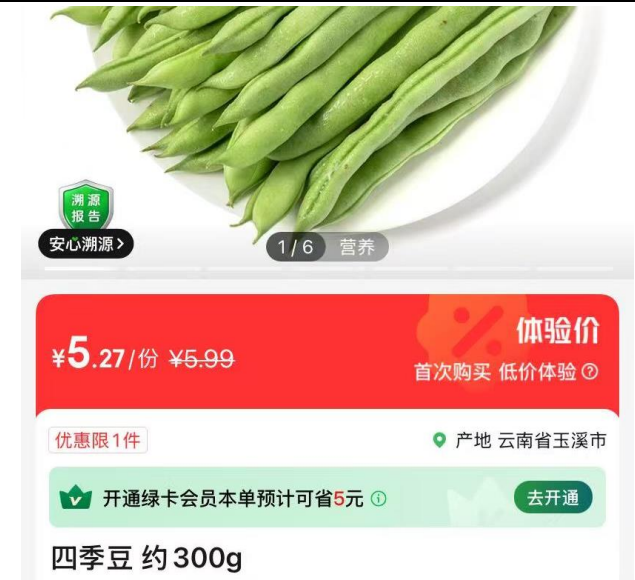 溯源
报告
安心溯源>
1/6 营养
体验价
¥5.27/份 ¥5.99
首次购买 低价体验?
优惠限1件
产地 云南省玉溪市
开通绿卡会员本单预计可省5元
去开通
四季豆 约300g